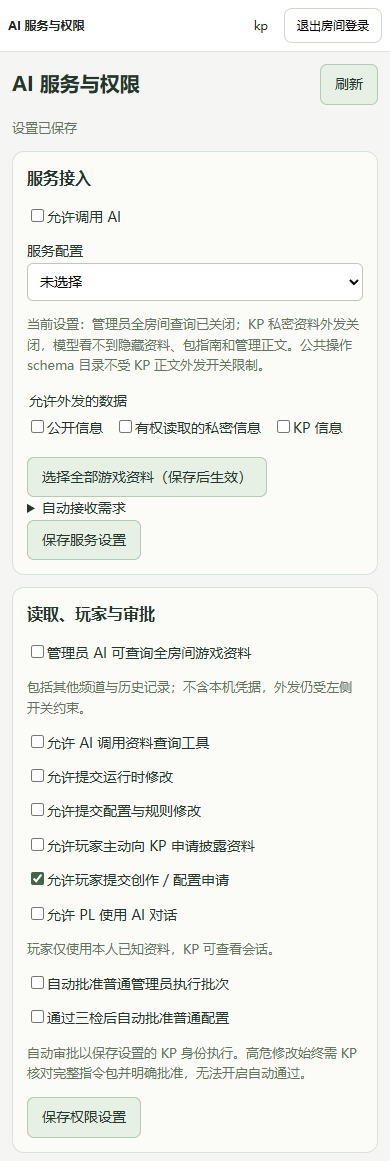 AI 服务与权限
kp
退出房间登录
AI 服务与权限
刷新
设置已保存
服务接入
允许调用 AI
服务配置
未选择
当前设置：管理员全房间查询已关闭；KP 私密资料外发关
闭，模型看不到隐藏资料、包指南和管理正文。公共操作
schema 目录不受 KP 正文外发开关限制。
允许外发的数据
公开信息 有权读取的私密信息 KP 信息
选择全部游戏资料（保存后生效）
▶ 自动接收需求
保存服务设置
读取、玩家与审批
管理员 AI 可查询全房间游戏资料
包括其他频道与历史记录；不含本机凭据，外发仍受左侧
开关约束。
允许 AI 调用资料查询工具
允许提交运行时修改
允许提交配置与规则修改
允许玩家主动向 KP 申请披露资料
允许玩家提交创作 / 配置申请
允许 PL 使用 AI 对话
玩家仅使用本人已知资料，KP 可查看会话。
自动批准普通管理员执行批次
通过三检后自动批准普通配置
自动审批以保存设置的 KP 身份执行。高危修改始终需 KP
核对完整指令包并明确批准，无法开启自动通过。
保存权限设置